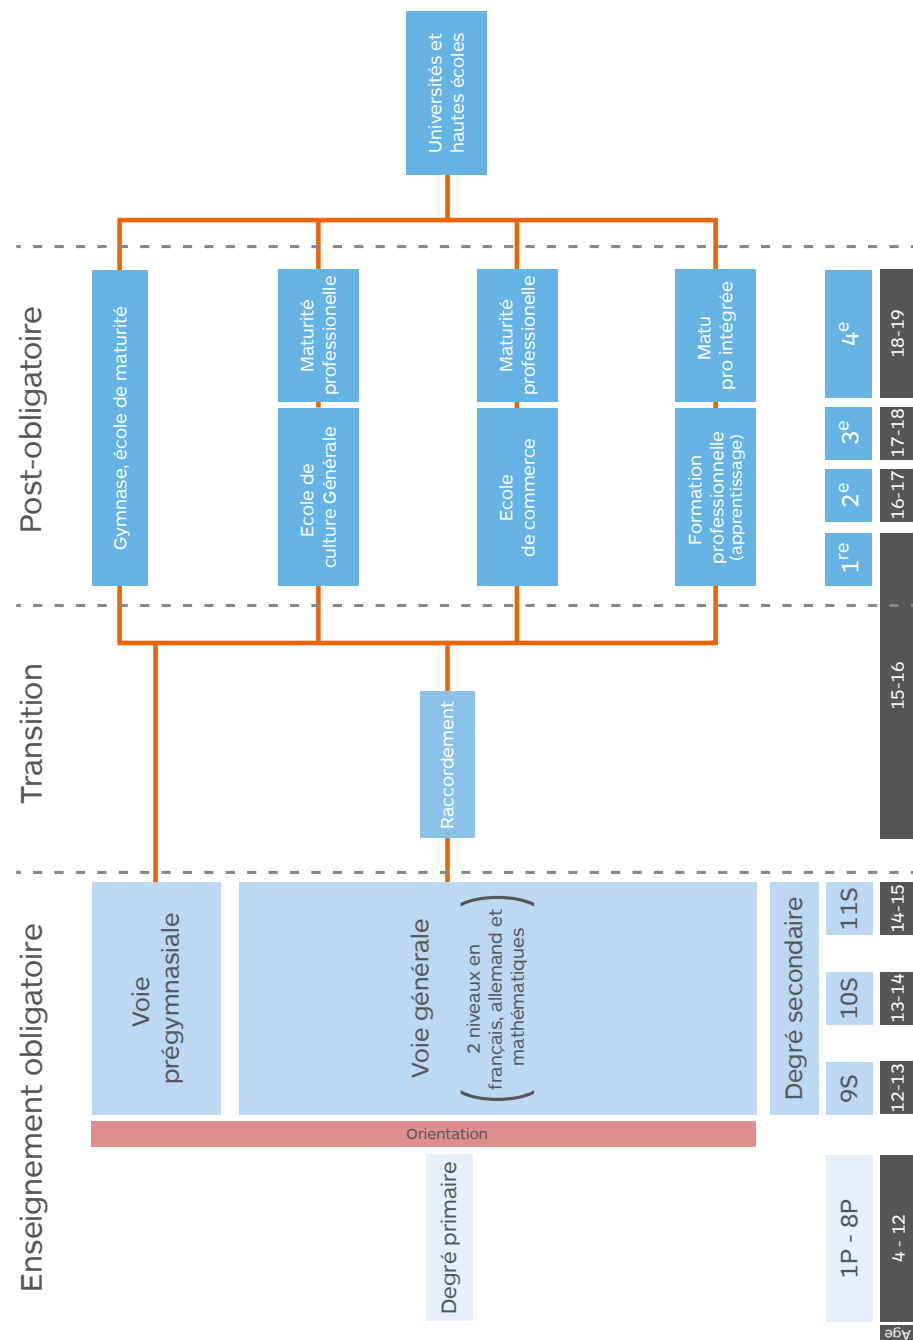 Enseignement obligatoire
Transition
Post-obligatoire
Degré primaire
Orientation
Voie
prégymnasiale
Voie générale
( 2 niveaux en
français, allemand et
mathématiques )
Degré secondaire
Raccordement
Gymnase, école de maturité
Ecole de
culture Générale
Maturité
professionelle
Ecole
de commerce
Maturité
professionelle
Formation
professionnelle
(apprentissage)
Matu
pro intégrée
Universités et
hautes écoles
1P - 8P
9S
10S
11S
1re
2e
3e
4e
Age
4 - 12
12-13
13-14
14-15
15-16
16-17
17-18
18-19